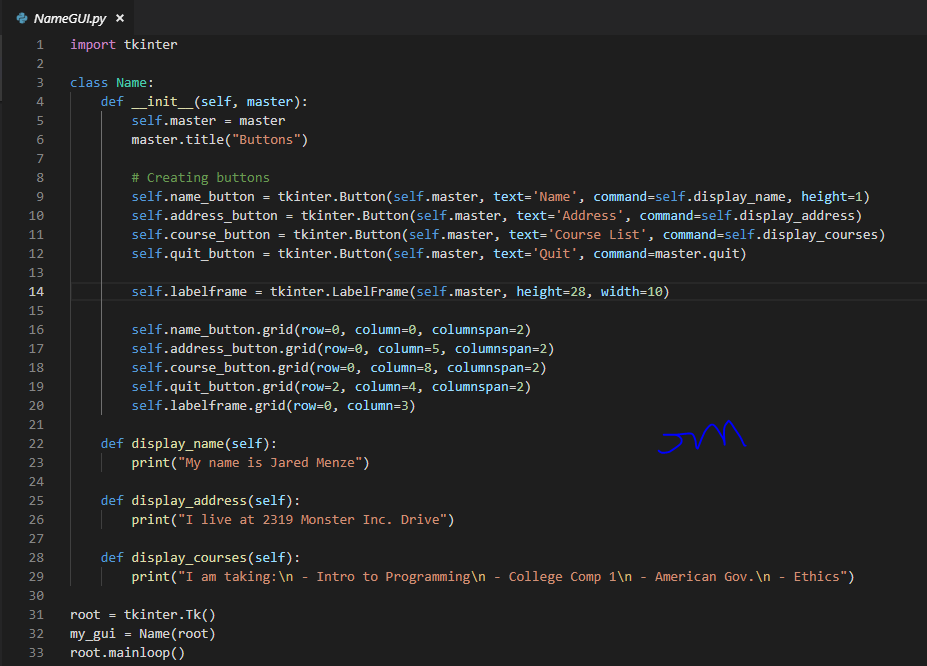 NameGUI.py ×
1 import tkinter
2
3 class Name:
4     def __init__(self, master):
5         self.master = master
6         master.title("Buttons")
7
8         # Creating buttons
9         self.name_button = tkinter.Button(self.master, text='Name', command=self.display_name, height=1)
10         self.address_button = tkinter.Button(self.master, text='Address', command=self.display_address)
11         self.course_button = tkinter.Button(self.master, text='Course List', command=self.display_courses)
12         self.quit_button = tkinter.Button(self.master, text='Quit', command=master.quit)
13
14         self.labelframe = tkinter.LabelFrame(self.master, height=28, width=10)
15
16         self.name_button.grid(row=0, column=0, columnspan=2)
17         self.address_button.grid(row=0, column=5, columnspan=2)
18         self.course_button.grid(row=0, column=8, columnspan=2)
19         self.quit_button.grid(row=2, column=4, columnspan=2)
20         self.labelframe.grid(row=0, column=3)
21
22     def display_name(self):
23         print("My name is Jared Menze")
24
25     def display_address(self):
26         print("I live at 2319 Monster Inc. Drive")
27
28     def display_courses(self):
29         print("I am taking:\n - Intro to Programming\n - College Comp 1\n - American Gov.\n - Ethics")
30
31 root = tkinter.Tk()
32 my_gui = Name(root)
33 root.mainloop()